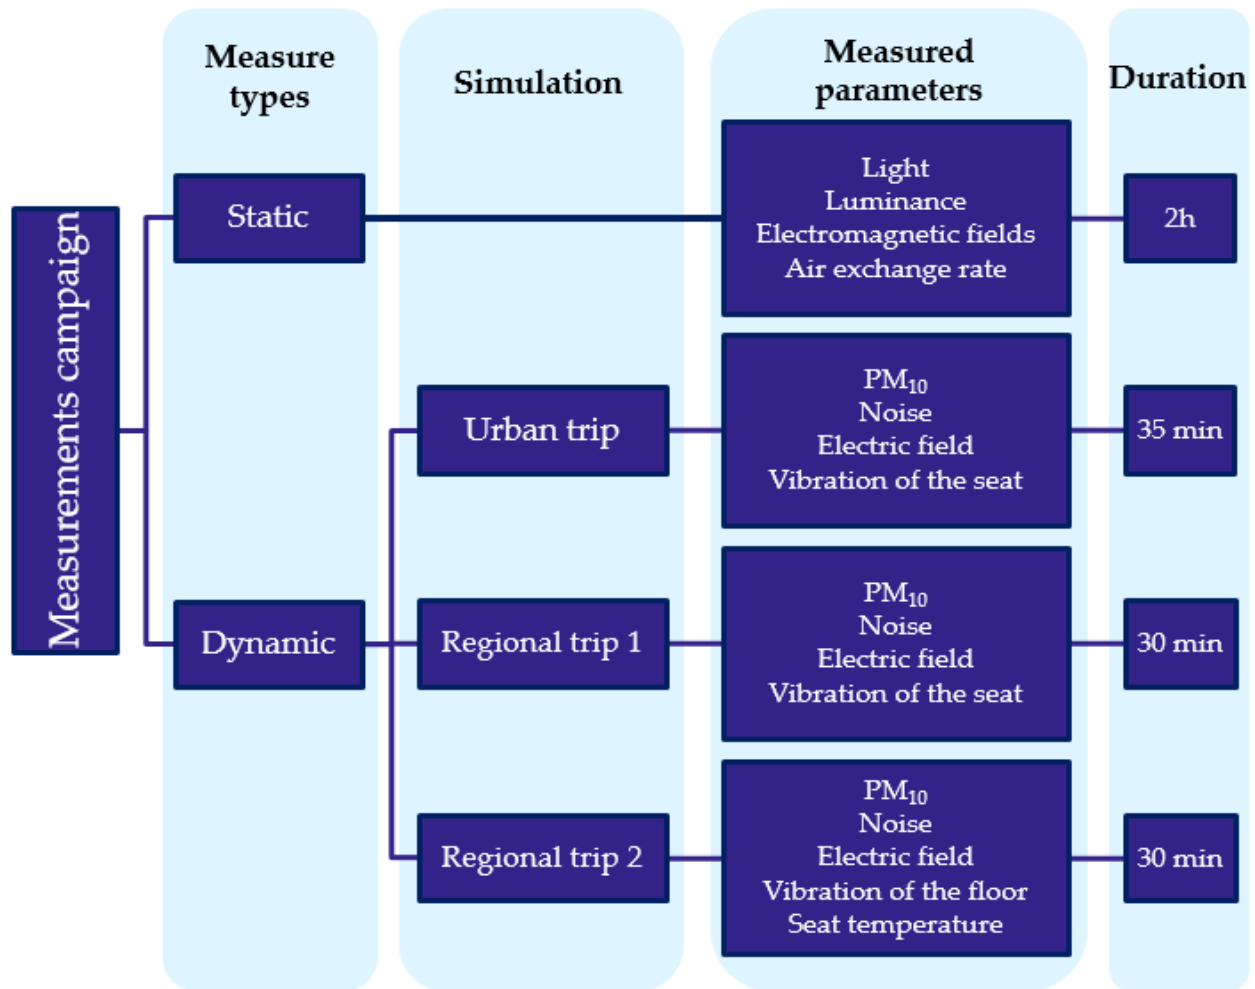 Measure
types
Simulation
Measured
parameters
Duration
Measurements campaign
Static
Light
Luminance
Electromagnetic fields
Air exchange rate
2h
Dynamic
Urban trip
PM₁₀
Noise
Electric field
Vibration of the seat
35 min
Regional trip 1
PM₁₀
Noise
Electric field
Vibration of the seat
30 min
Regional trip 2
PM₁₀
Noise
Electric field
Vibration of the floor
Seat temperature
30 min